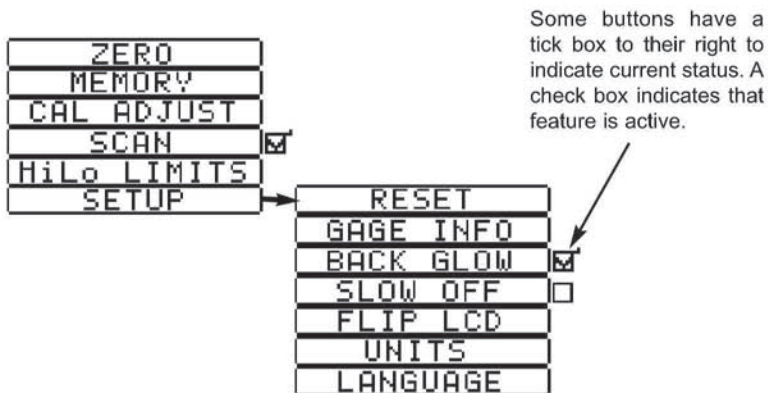 Some buttons have a
tick box to their right to
indicate current status. A
check box indicates that
feature is active.
ZERO
MEMORY
CAL ADJUST
SCAN
HiLo LIMITS
SETUP
RESET
GAGE INFO
BACK GLOW
SLOW OFF
FLIP LCD
UNITS
LANGUAGE